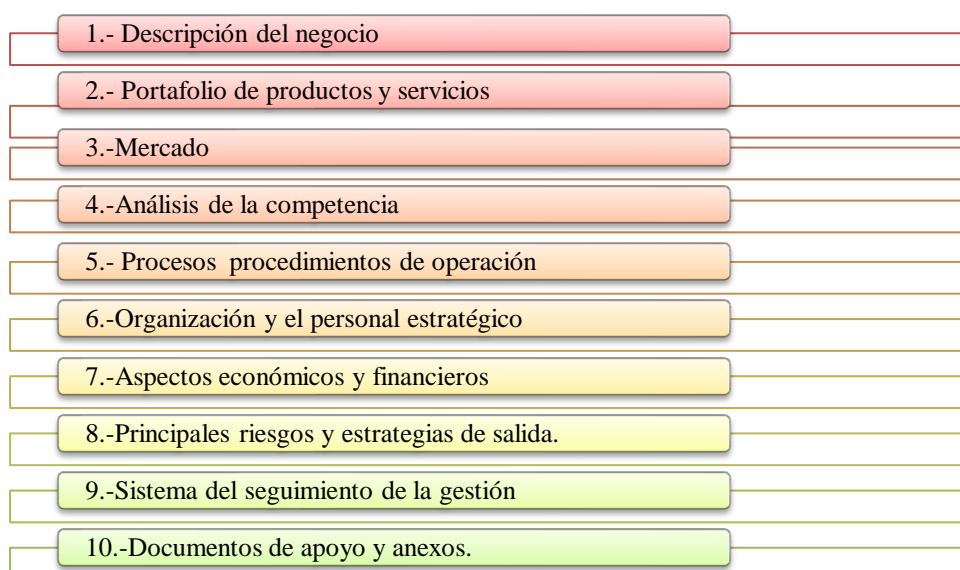 1.- Descripción del negocio
2.- Portafolio de productos y servicios
3.-Mercado
4.-Análisis de la competencia
5.- Procesos  procedimientos de operación
6.-Organización y el personal estratégico
7.-Aspectos económicos y financieros
8.-Principales riesgos y estrategias de salida.
9.-Sistema del seguimiento de la gestión
10.-Documentos de apoyo y anexos.